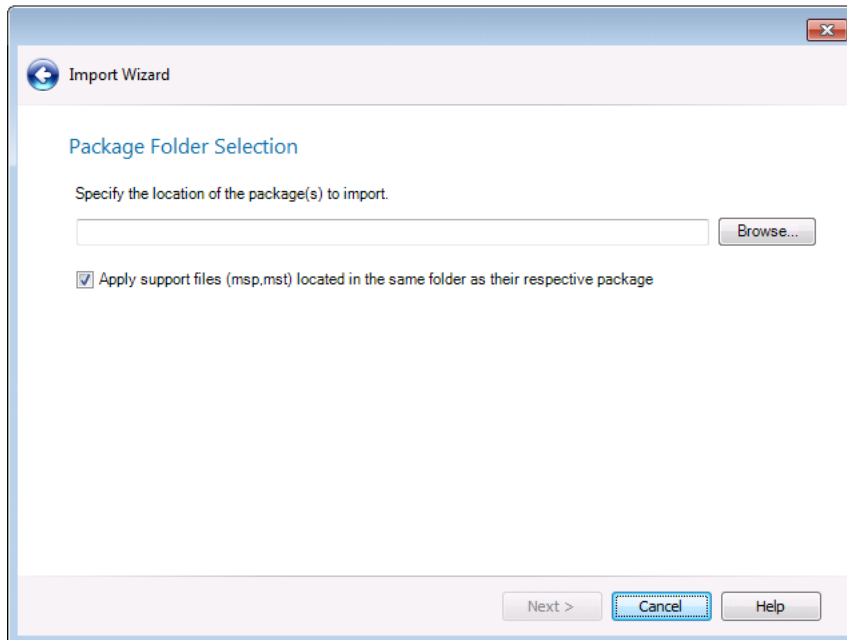 Import Wizard
Package Folder Selection
Specify the location of the package(s) to import.
Browse...
Apply support files (msp,mst) located in the same folder as their respective package
Next >
Cancel
Help